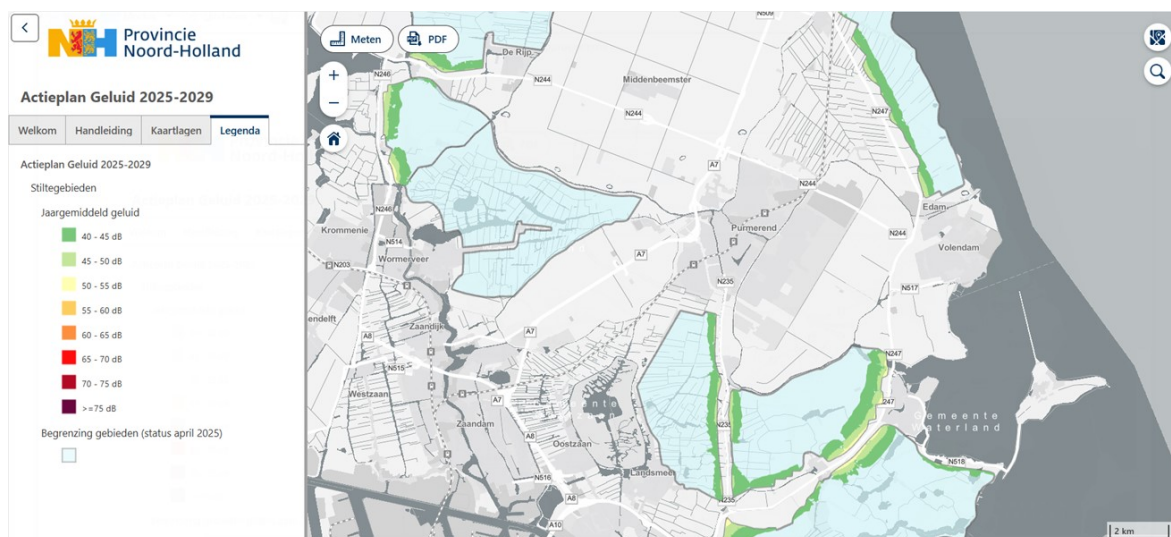 Provincie
Noord-Holland
Actieplan Geluid 2025-2029
Welkom
Handleiding
Kaartlagen
Legenda
Actieplan Geluid 2025-2029
Stiltegebieden
Jaargemiddeld geluid
40 - 45 dB
45 - 50 dB
50 - 55 dB
55 - 60 dB
60 - 65 dB
65 - 70 dB
70 - 75 dB
>=75 dB
Begrenzing gebieden (status april 2025)
Meten
PDF
+
−
N509
De Rijp
N246
N244
Middenbeemster
N244
N247
A7
N244
Edam
N246
Krommenie
Purmerend
N244
Volendam
N514
Wormerveer
A7
N203
N235
N517
Zaandijk
A7
A8
N247
N515
Westzaan
A7
247
Gemeente
Waterland
Zaandam
N235
A8
Oostzaan
Landsmeer
N518
N516
A8
N235
A10
2 km